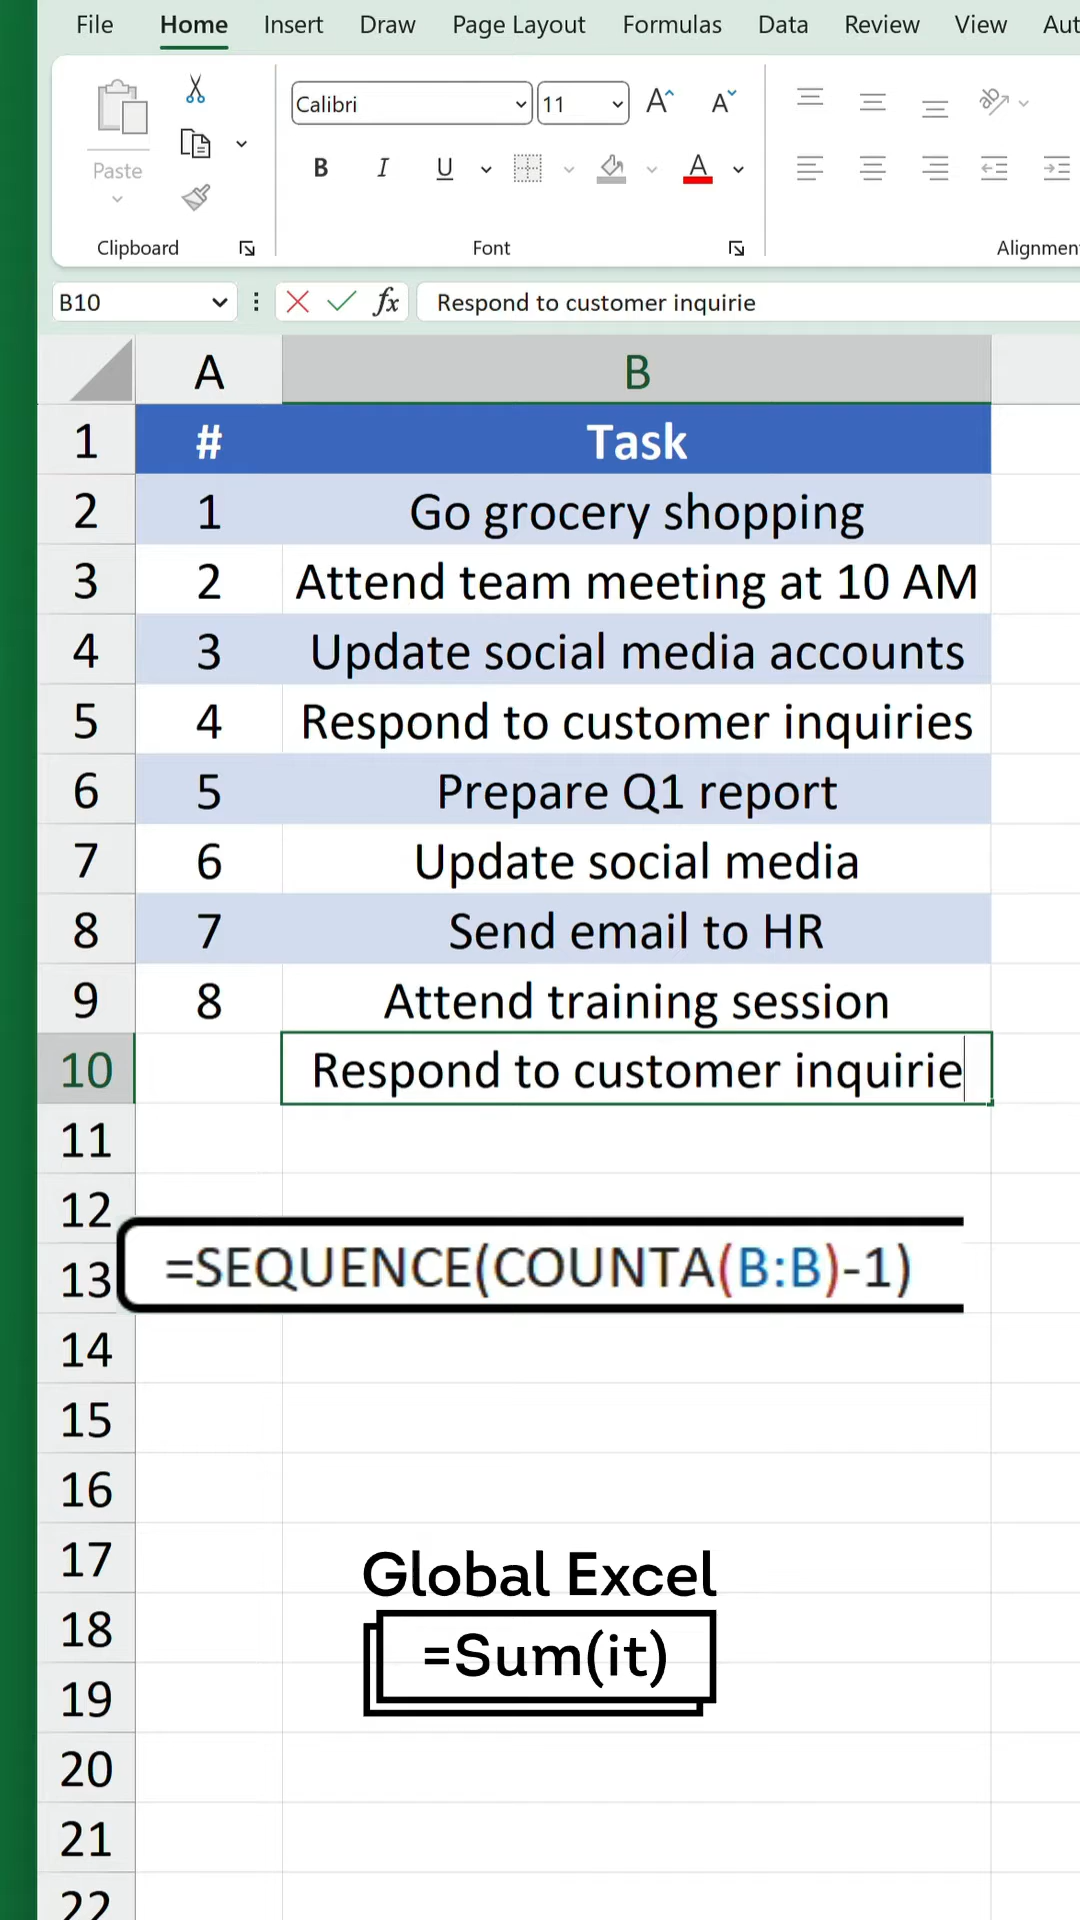 File Home Insert Draw Page Layout Formulas Data Review View Aut
Calibri 11 A A
Paste
B I U A
Clipboard Font Alignmen
B10 fx Respond to customer inquirie
A B
1 # Task
2 1 Go grocery shopping
3 2 Attend team meeting at 10 AM
4 3 Update social media accounts
5 4 Respond to customer inquiries
6 5 Prepare Q1 report
7 6 Update social media
8 7 Send email to HR
9 8 Attend training session
10 Respond to customer inquirie
11
12
13 =SEQUENCE(COUNTA(B:B)-1)
14
15
16
17 Global Excel
18 =Sum(it)
19
20
21
22